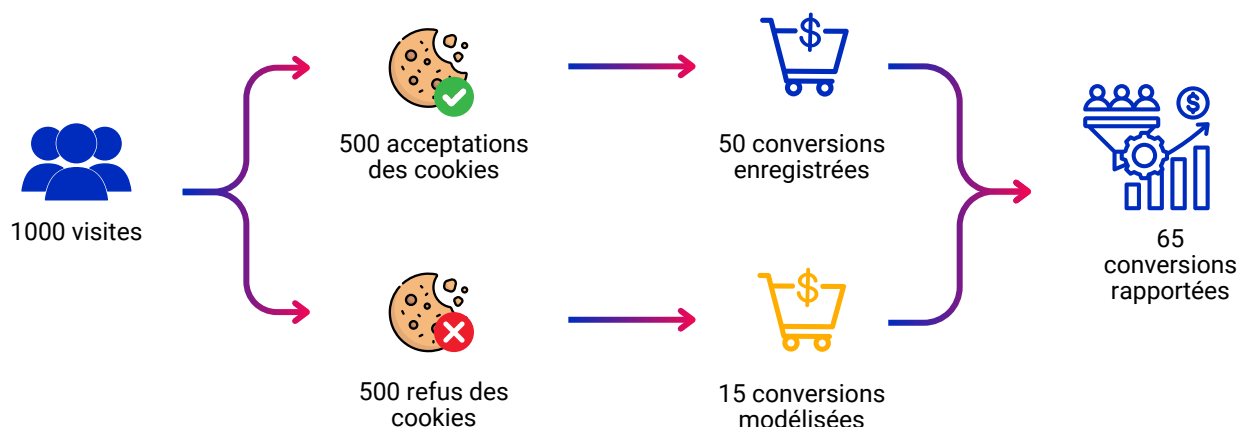 1000 visites
500 acceptations
des cookies
50 conversions
enregistrées
500 refus des
cookies
15 conversions
modélisées
65
conversions
rapportées